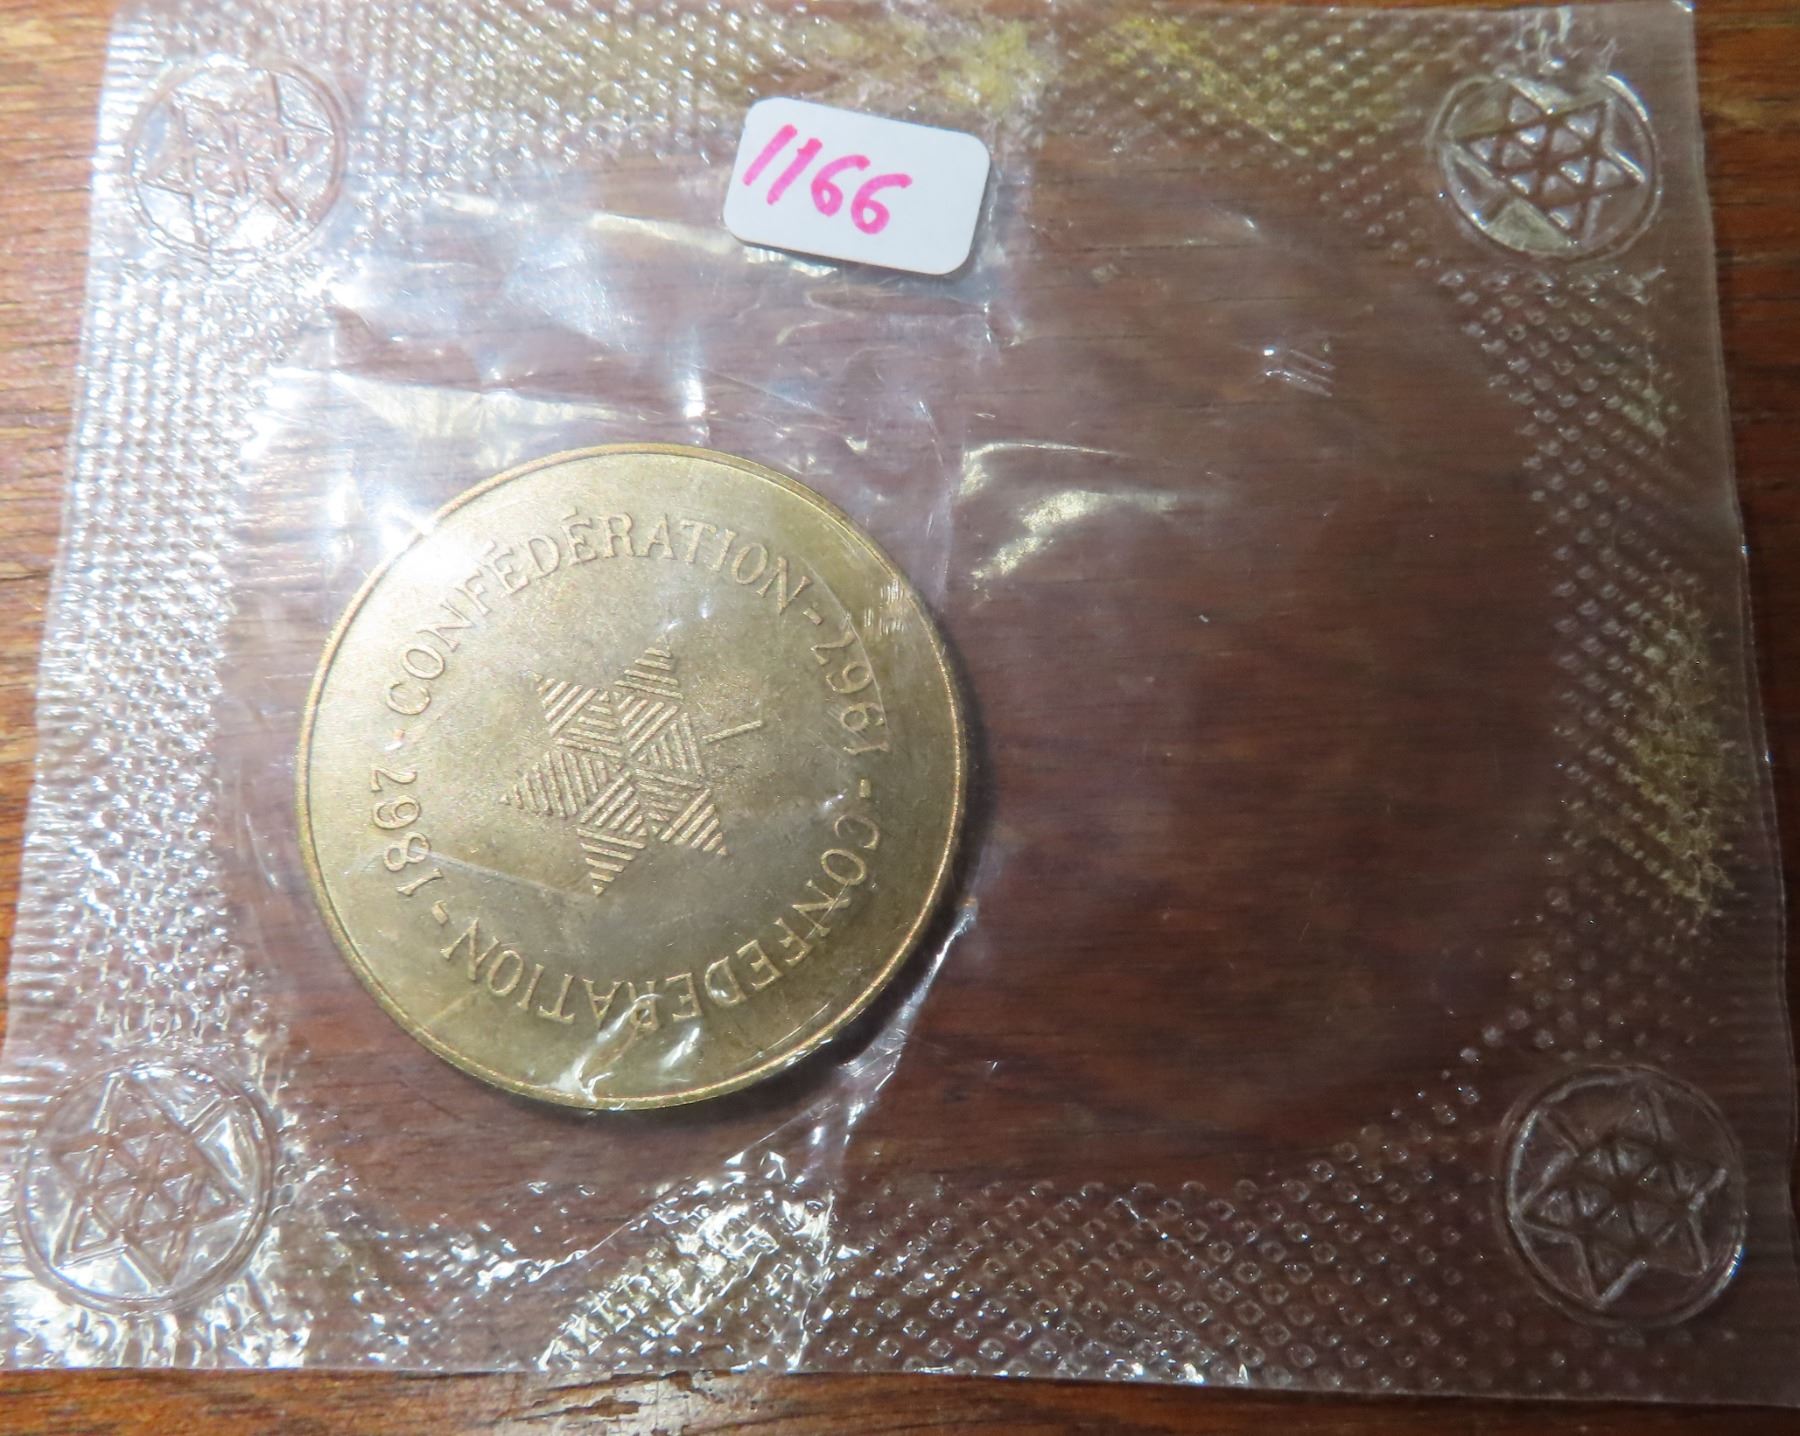 1166
1867 - CONFÉDÉRATION - 1967 - CONFEDERATION -